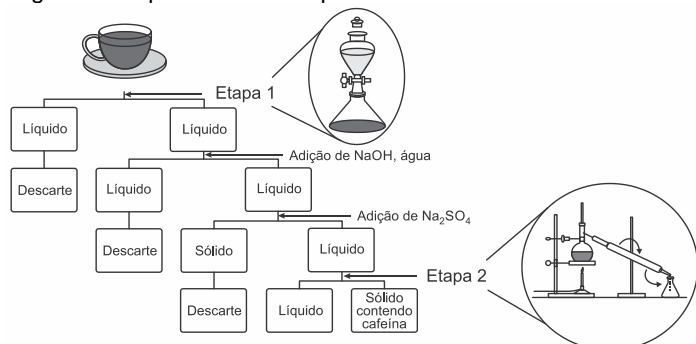 Etapa 1
Líquido
Líquido
Adição de NaOH, água
Descarte
Líquido
Líquido
Adição de Na₂SO₄
Descarte
Sólido
Líquido
Etapa 2
Descarte
Líquido
Sólido
contendo
cafeína